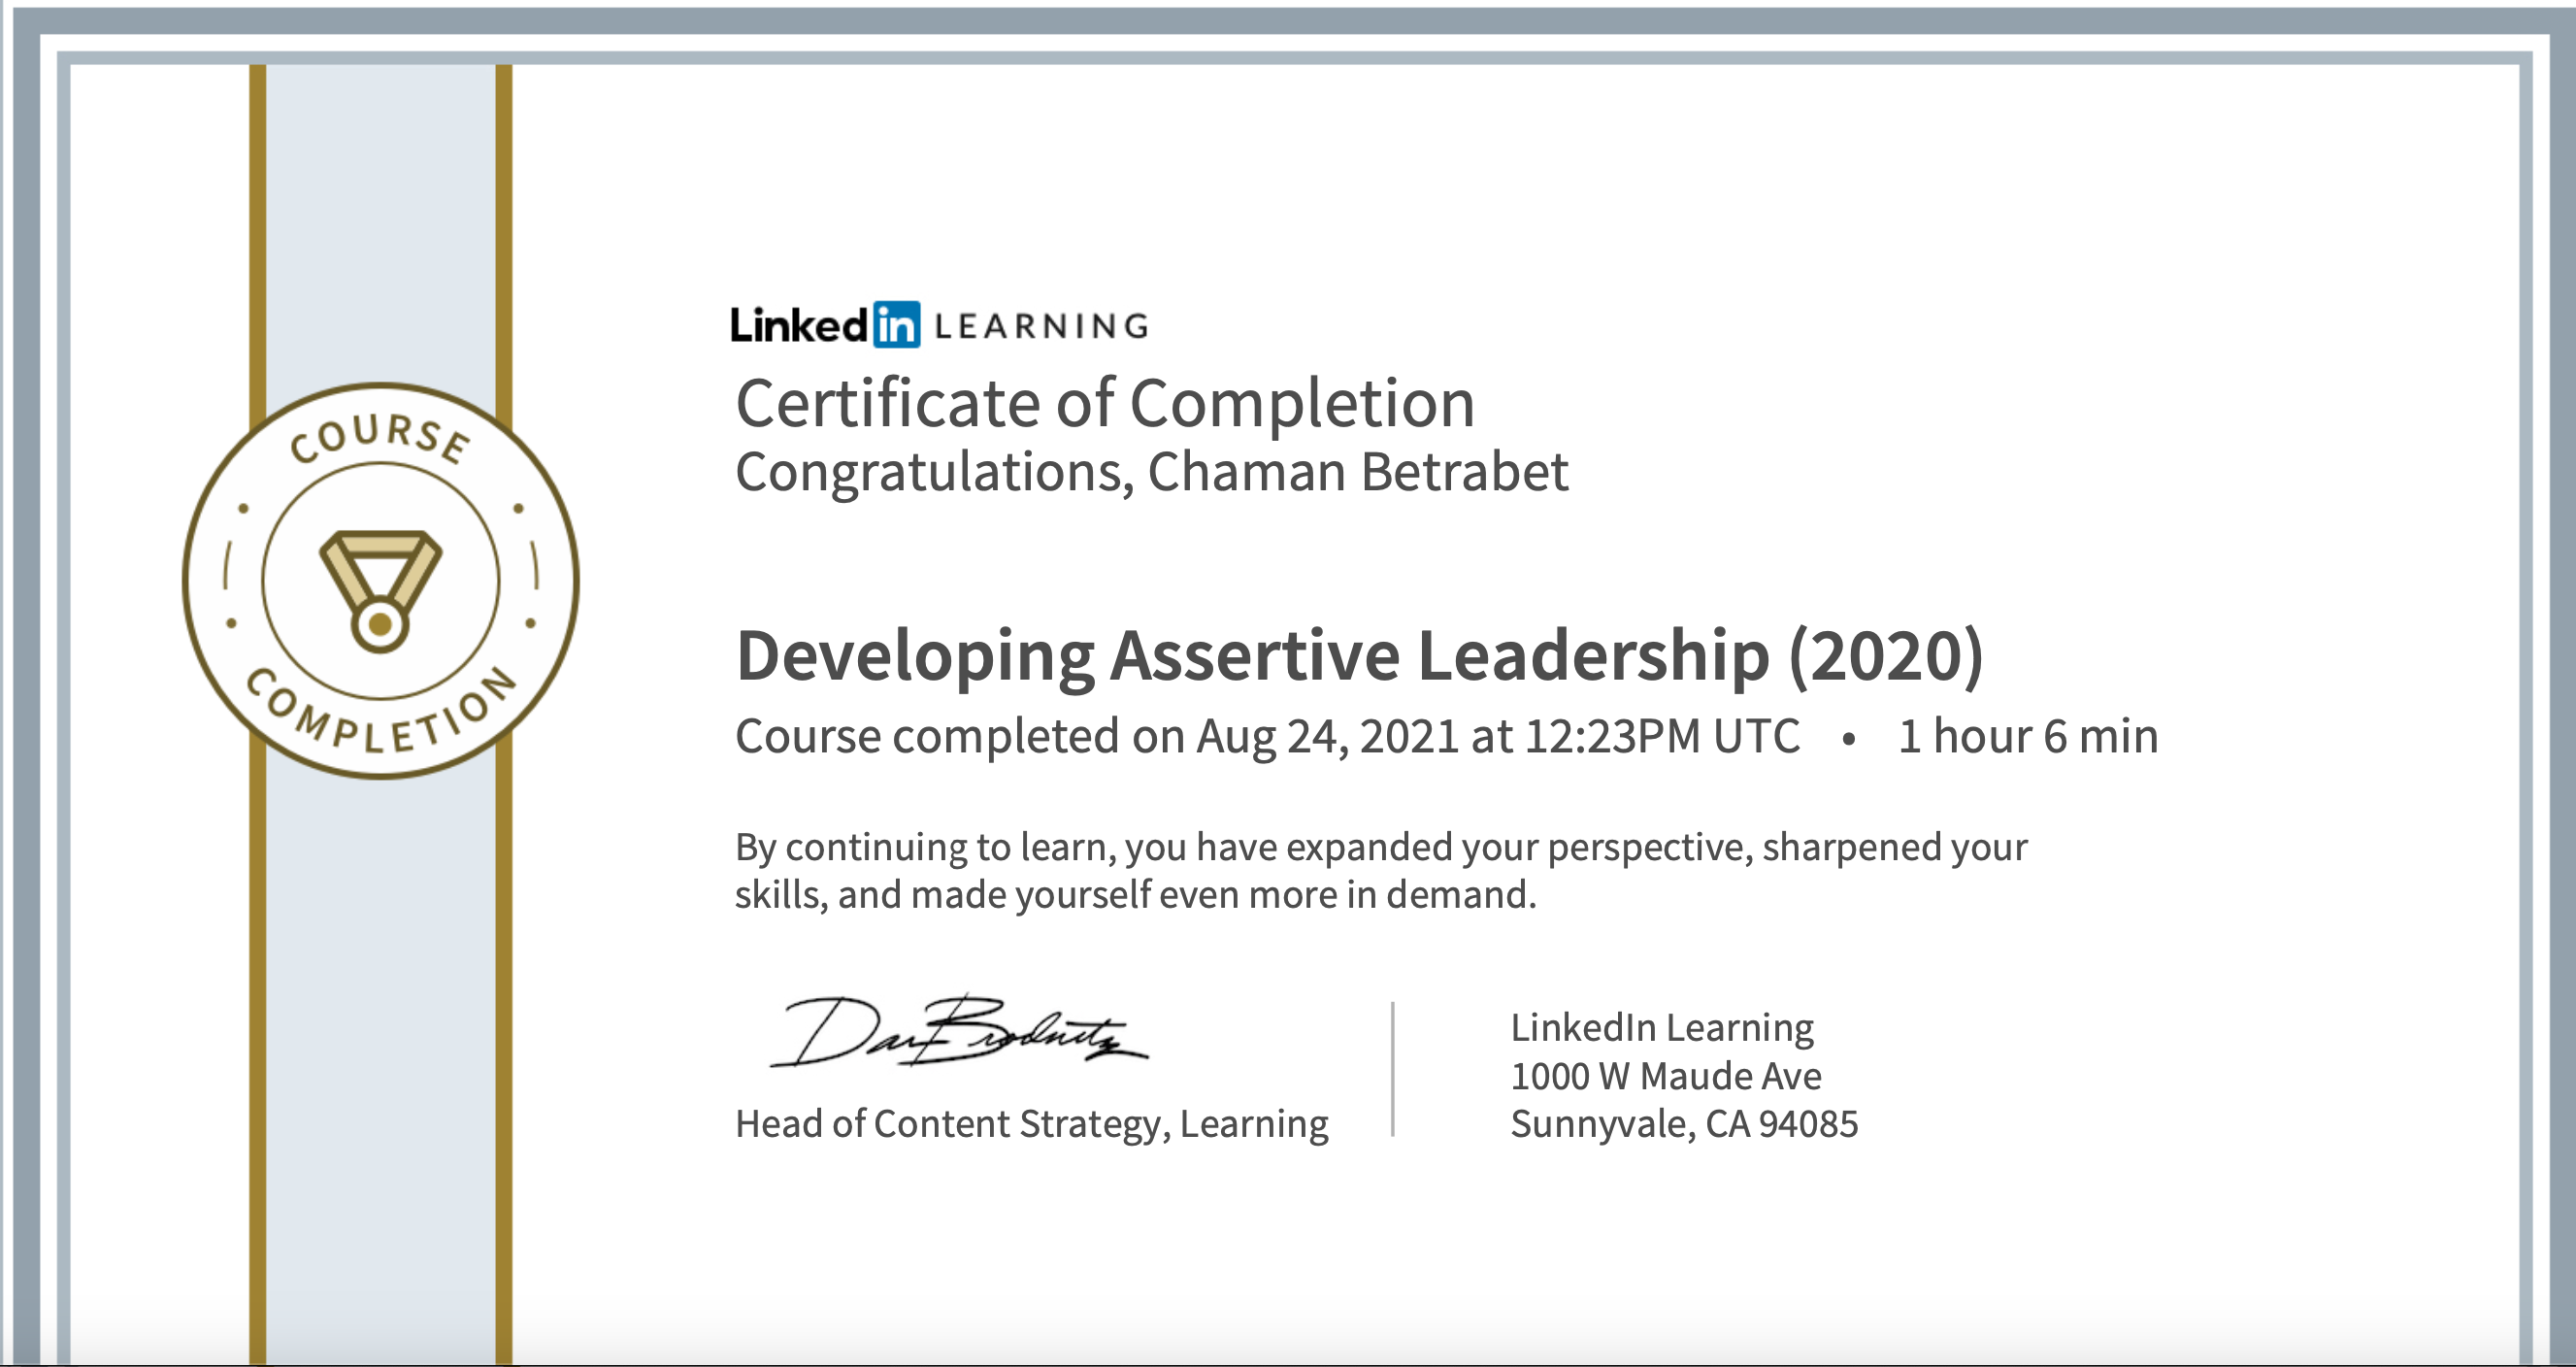 COURSE
COMPLETION
Linked in LEARNING
Certificate of Completion
Congratulations, Chaman Betrabet
Developing Assertive Leadership (2020)
Course completed on Aug 24, 2021 at 12:23PM UTC • 1 hour 6 min
By continuing to learn, you have expanded your perspective, sharpened your
skills, and made yourself even more in demand.
Dan Brodnitz
Head of Content Strategy, Learning
LinkedIn Learning
1000 W Maude Ave
Sunnyvale, CA 94085